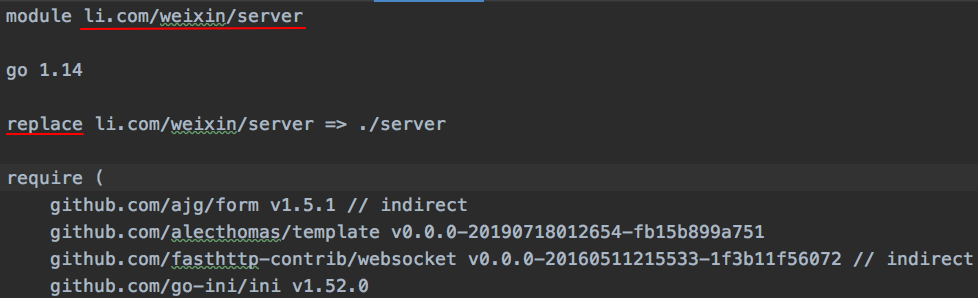 module li.com/weixin/server
go 1.14
replace li.com/weixin/server => ./server
require (
github.com/ajg/form v1.5.1 // indirect
github.com/alecthomas/template v0.0.0-20190718012654-fb15b899a751
github.com/fasthttp-contrib/websocket v0.0.0-20160511215533-1f3b11f56072 // indirect
github.com/go-ini/ini v1.52.0